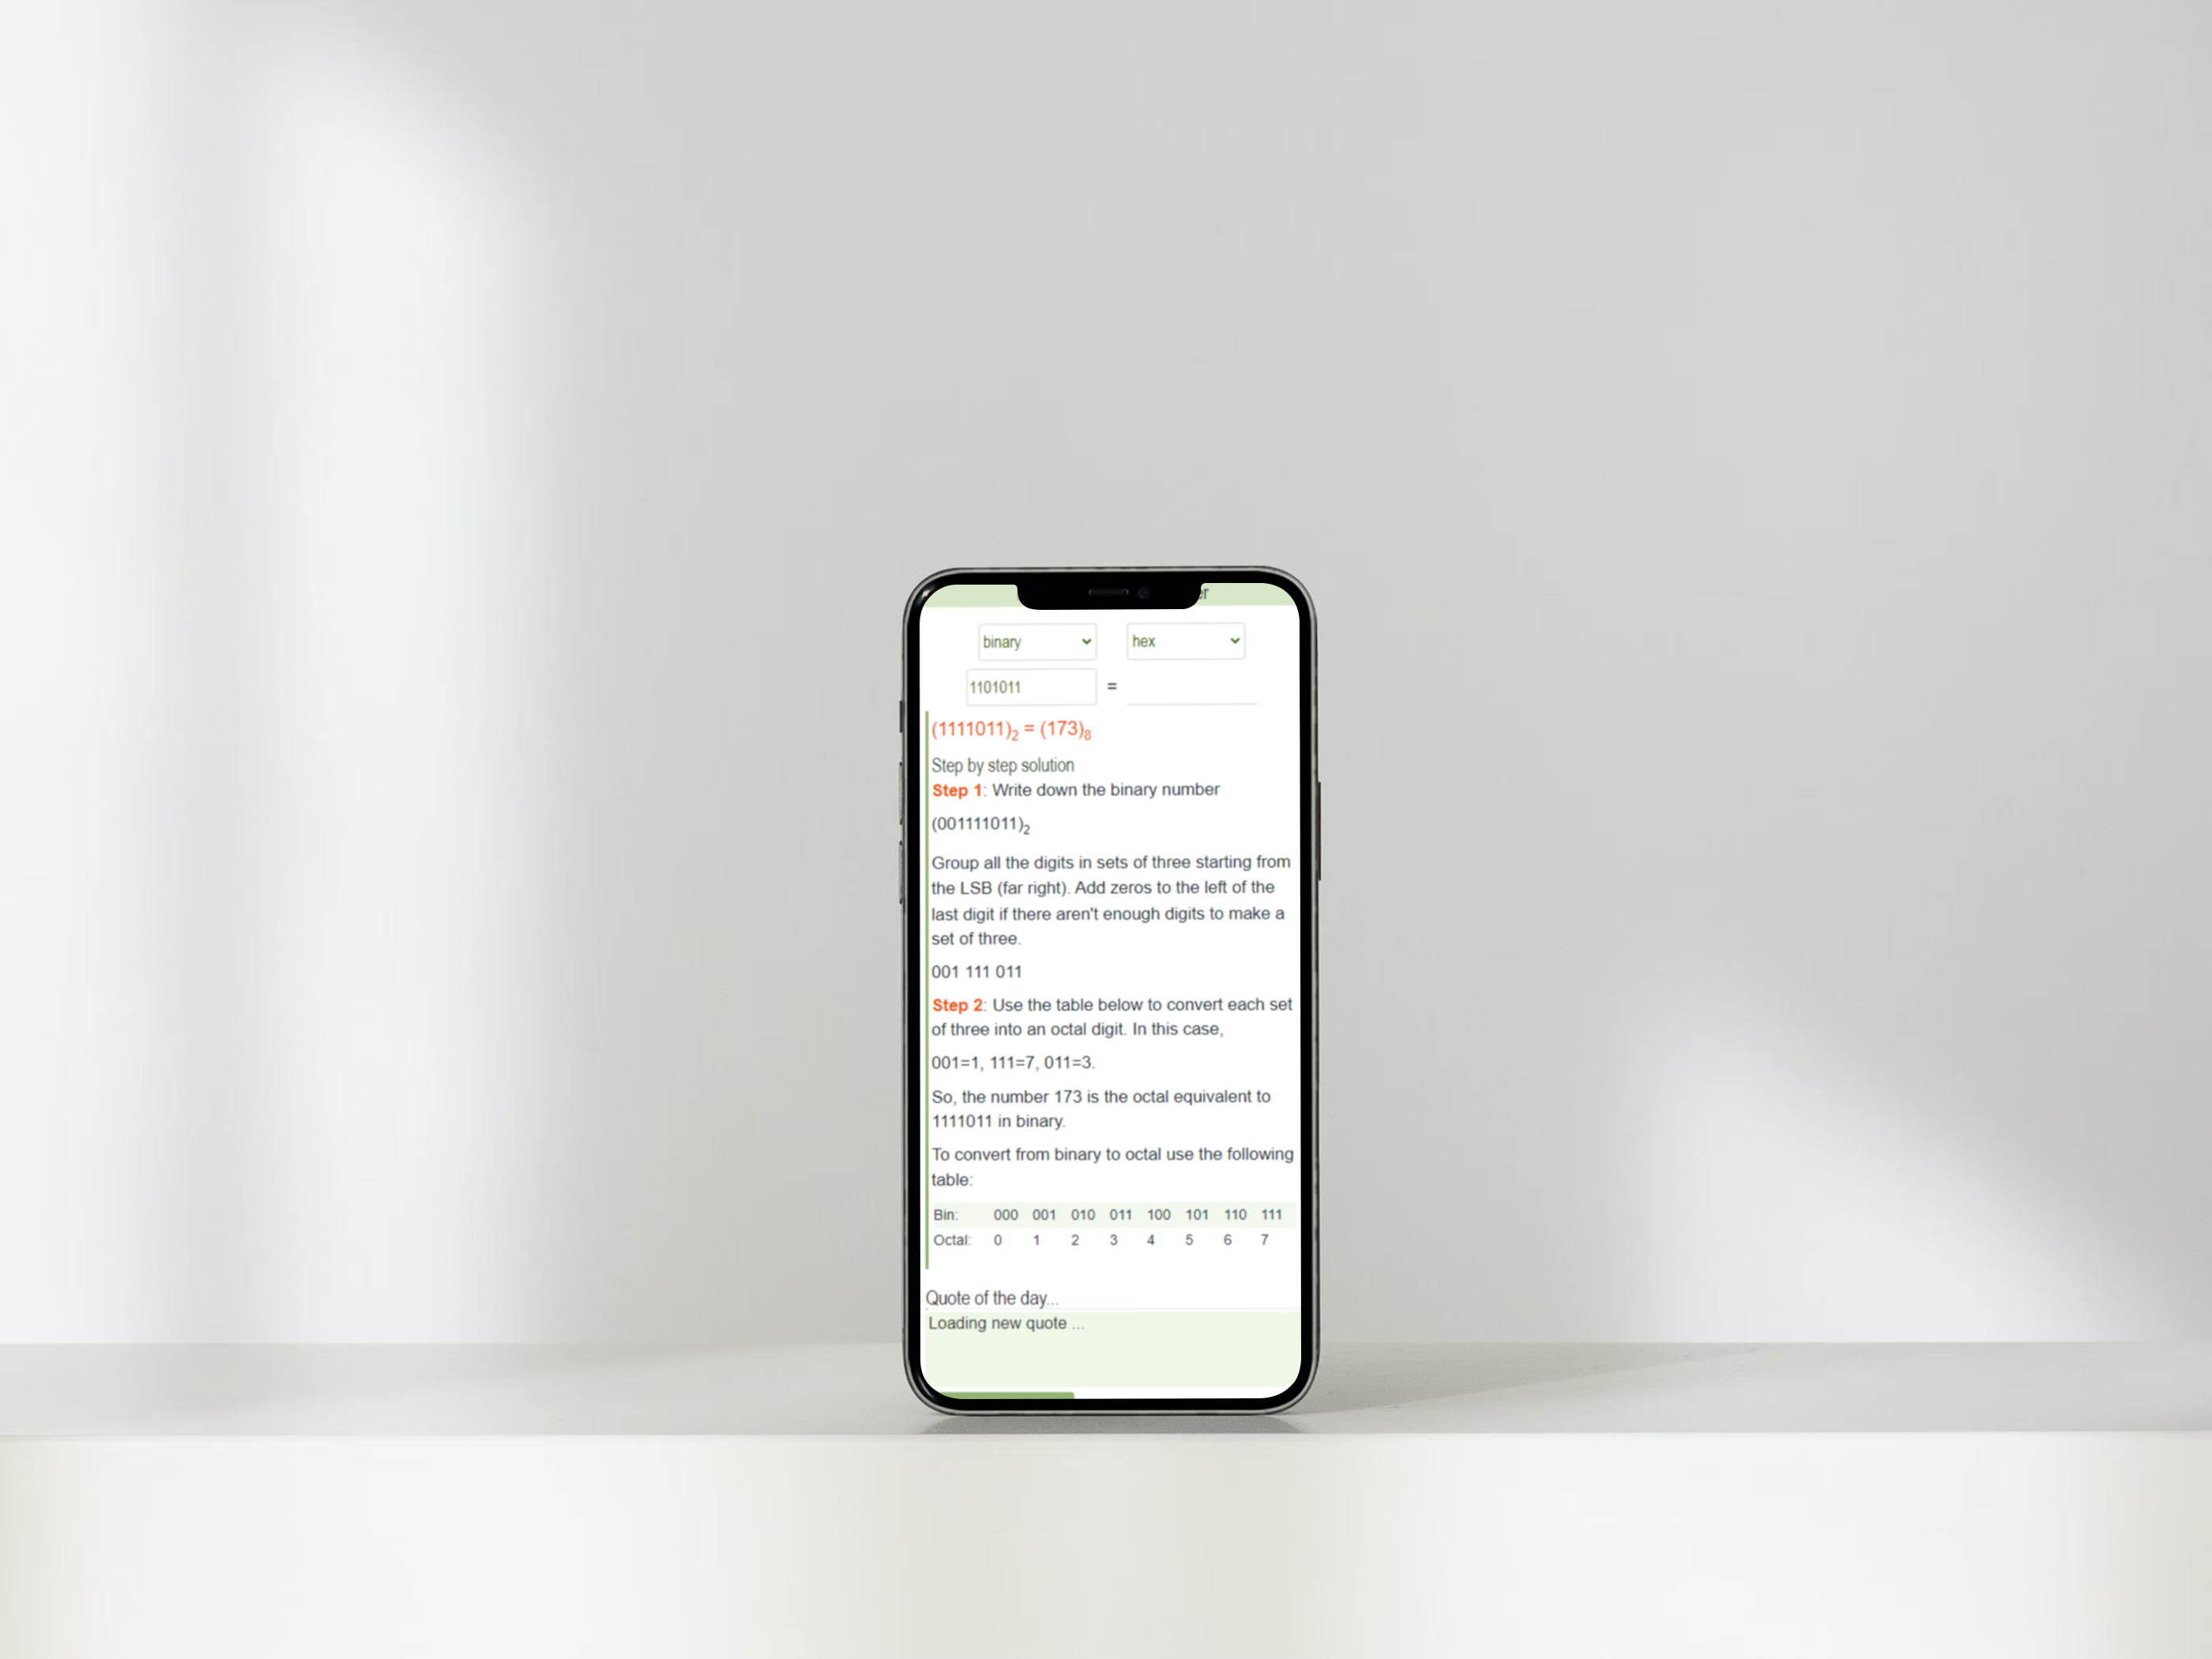 binary hex
1101011 =
(1111011)2 = (173)8
Step by step solution
Step 1: Write down the binary number
(001111011)2
Group all the digits in sets of three starting from
the LSB (far right). Add zeros to the left of the
last digit if there aren't enough digits to make a
set of three.
001 111 011
Step 2: Use the table below to convert each set
of three into an octal digit. In this case,
001=1, 111=7, 011=3.
So, the number 173 is the octal equivalent to
1111011 in binary.
To convert from binary to octal use the following
table:
Bin: 000 001 010 011 100 101 110 111
Octal: 0 1 2 3 4 5 6 7
Quote of the day...
Loading new quote ...